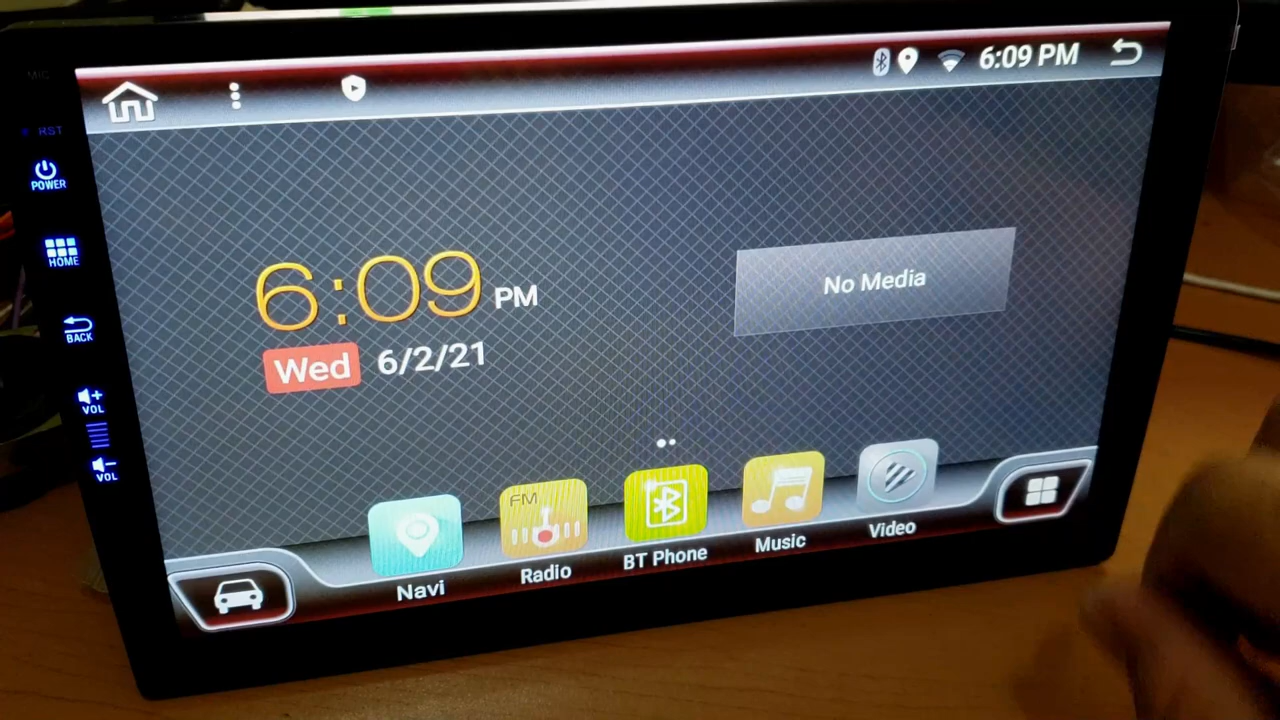 MIC
6:09 PM
RST
POWER
HOME
BACK
VOL
VOL
6:09 PM
Wed 6/2/21
No Media
FM
Navi
Radio
BT Phone
Music
Video